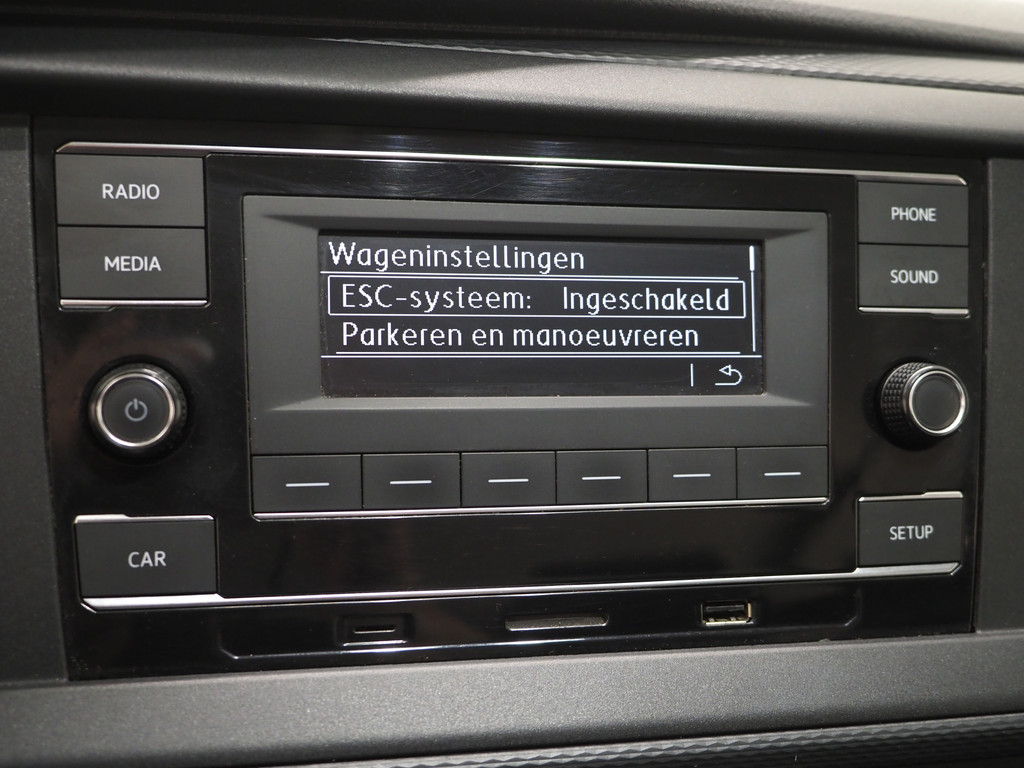 RADIO
MEDIA
Wageninstellingen
ESC-systeem: Ingeschakeld
Parkeren en manoeuvreren
PHONE
SOUND
CAR
SETUP